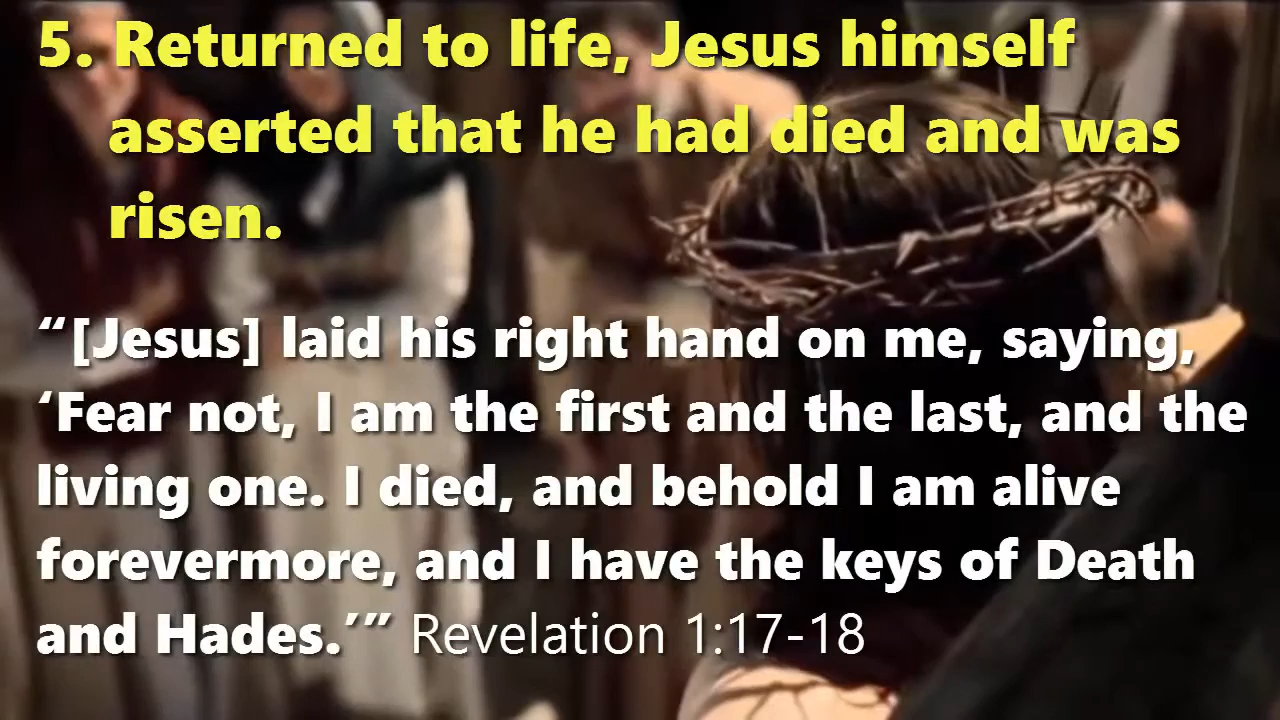 5. Returned to life, Jesus himself
asserted that he had died and was
risen.
“[Jesus] laid his right hand on me, saying,
‘Fear not, I am the first and the last, and the
living one. I died, and behold I am alive
forevermore, and I have the keys of Death
and Hades.’” Revelation 1:17-18